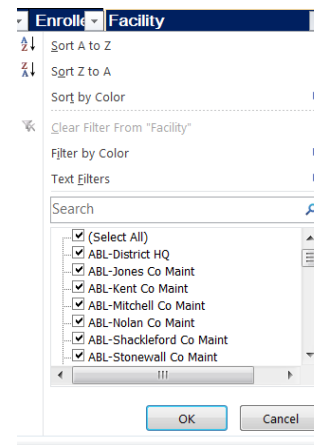 Enrolle Facility
Sort A to Z
Sort Z to A
Sort by Color
Clear Filter From "Facility"
Filter by Color
Text Filters
Search
(Select All)
ABL-District HQ
ABL-Jones Co Maint
ABL-Kent Co Maint
ABL-Mitchell Co Maint
ABL-Nolan Co Maint
ABL-Shackleford Co Maint
ABL-Stonewall Co Maint
OK Cancel